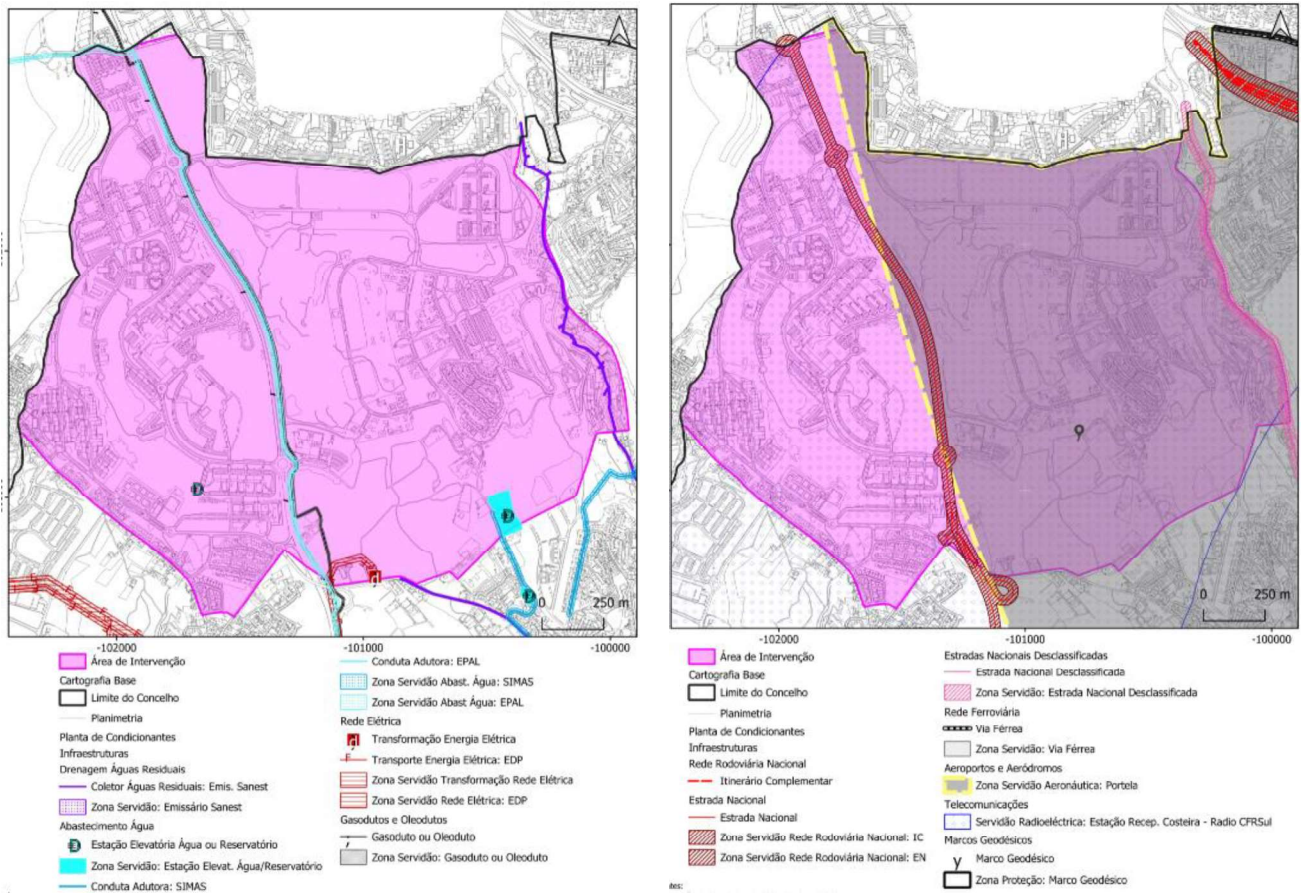 0 250 m
-102000 -101000 -100000
Área de Intervenção
Cartografia Base
Limite do Concelho
Planimetria
Planta de Condicionantes
Infraestruturas
Drenagem Águas Residuais
Coletor Águas Residuais: Emis. Sanest
Zona Servidão: Emissário Sanest
Abastecimento Água
Estação Elevatória Água ou Reservatório
Zona Servidão: Estação Elevat. Água/Reservatório
Conduta Adutora: SIMAS
Conduta Adutora: EPAL
Zona Servidão Abast. Água: SIMAS
Zona Servidão Abast Água: EPAL
Rede Elétrica
Transformação Energia Elétrica
Transporte Energia Elétrica: EDP
Zona Servidão Transformação Rede Elétrica
Zona Servidão Rede Elétrica: EDP
Gasodutos e Oleodutos
Gasoduto ou Oleoduto
Zona Servidão: Gasoduto ou Oleoduto
0 250 m
-102000 -101000 -100000
Área de Intervenção
Cartografia Base
Limite do Concelho
Planimetria
Planta de Condicionantes
Infraestruturas
Rede Rodoviária Nacional
Itinerário Complementar
Estrada Nacional
Estrada Nacional
Zona Servidão Rede Rodoviária Nacional: IC
Zona Servidão Rede Rodoviária Nacional: EN
Estradas Nacionais Desclassificadas
Estrada Nacional Desclassificada
Zona Servidão: Estrada Nacional Desclassificada
Rede Ferroviária
Via Férrea
Zona Servidão: Via Férrea
Aeroportos e Aeródromos
Zona Servidão Aeronáutica: Portela
Telecomunicações
Servidão Radioeléctrica: Estação Recep. Costeira - Radio CFRSul
Marcos Geodésicos
Marco Geodésico
Zona Proteção: Marco Geodésico